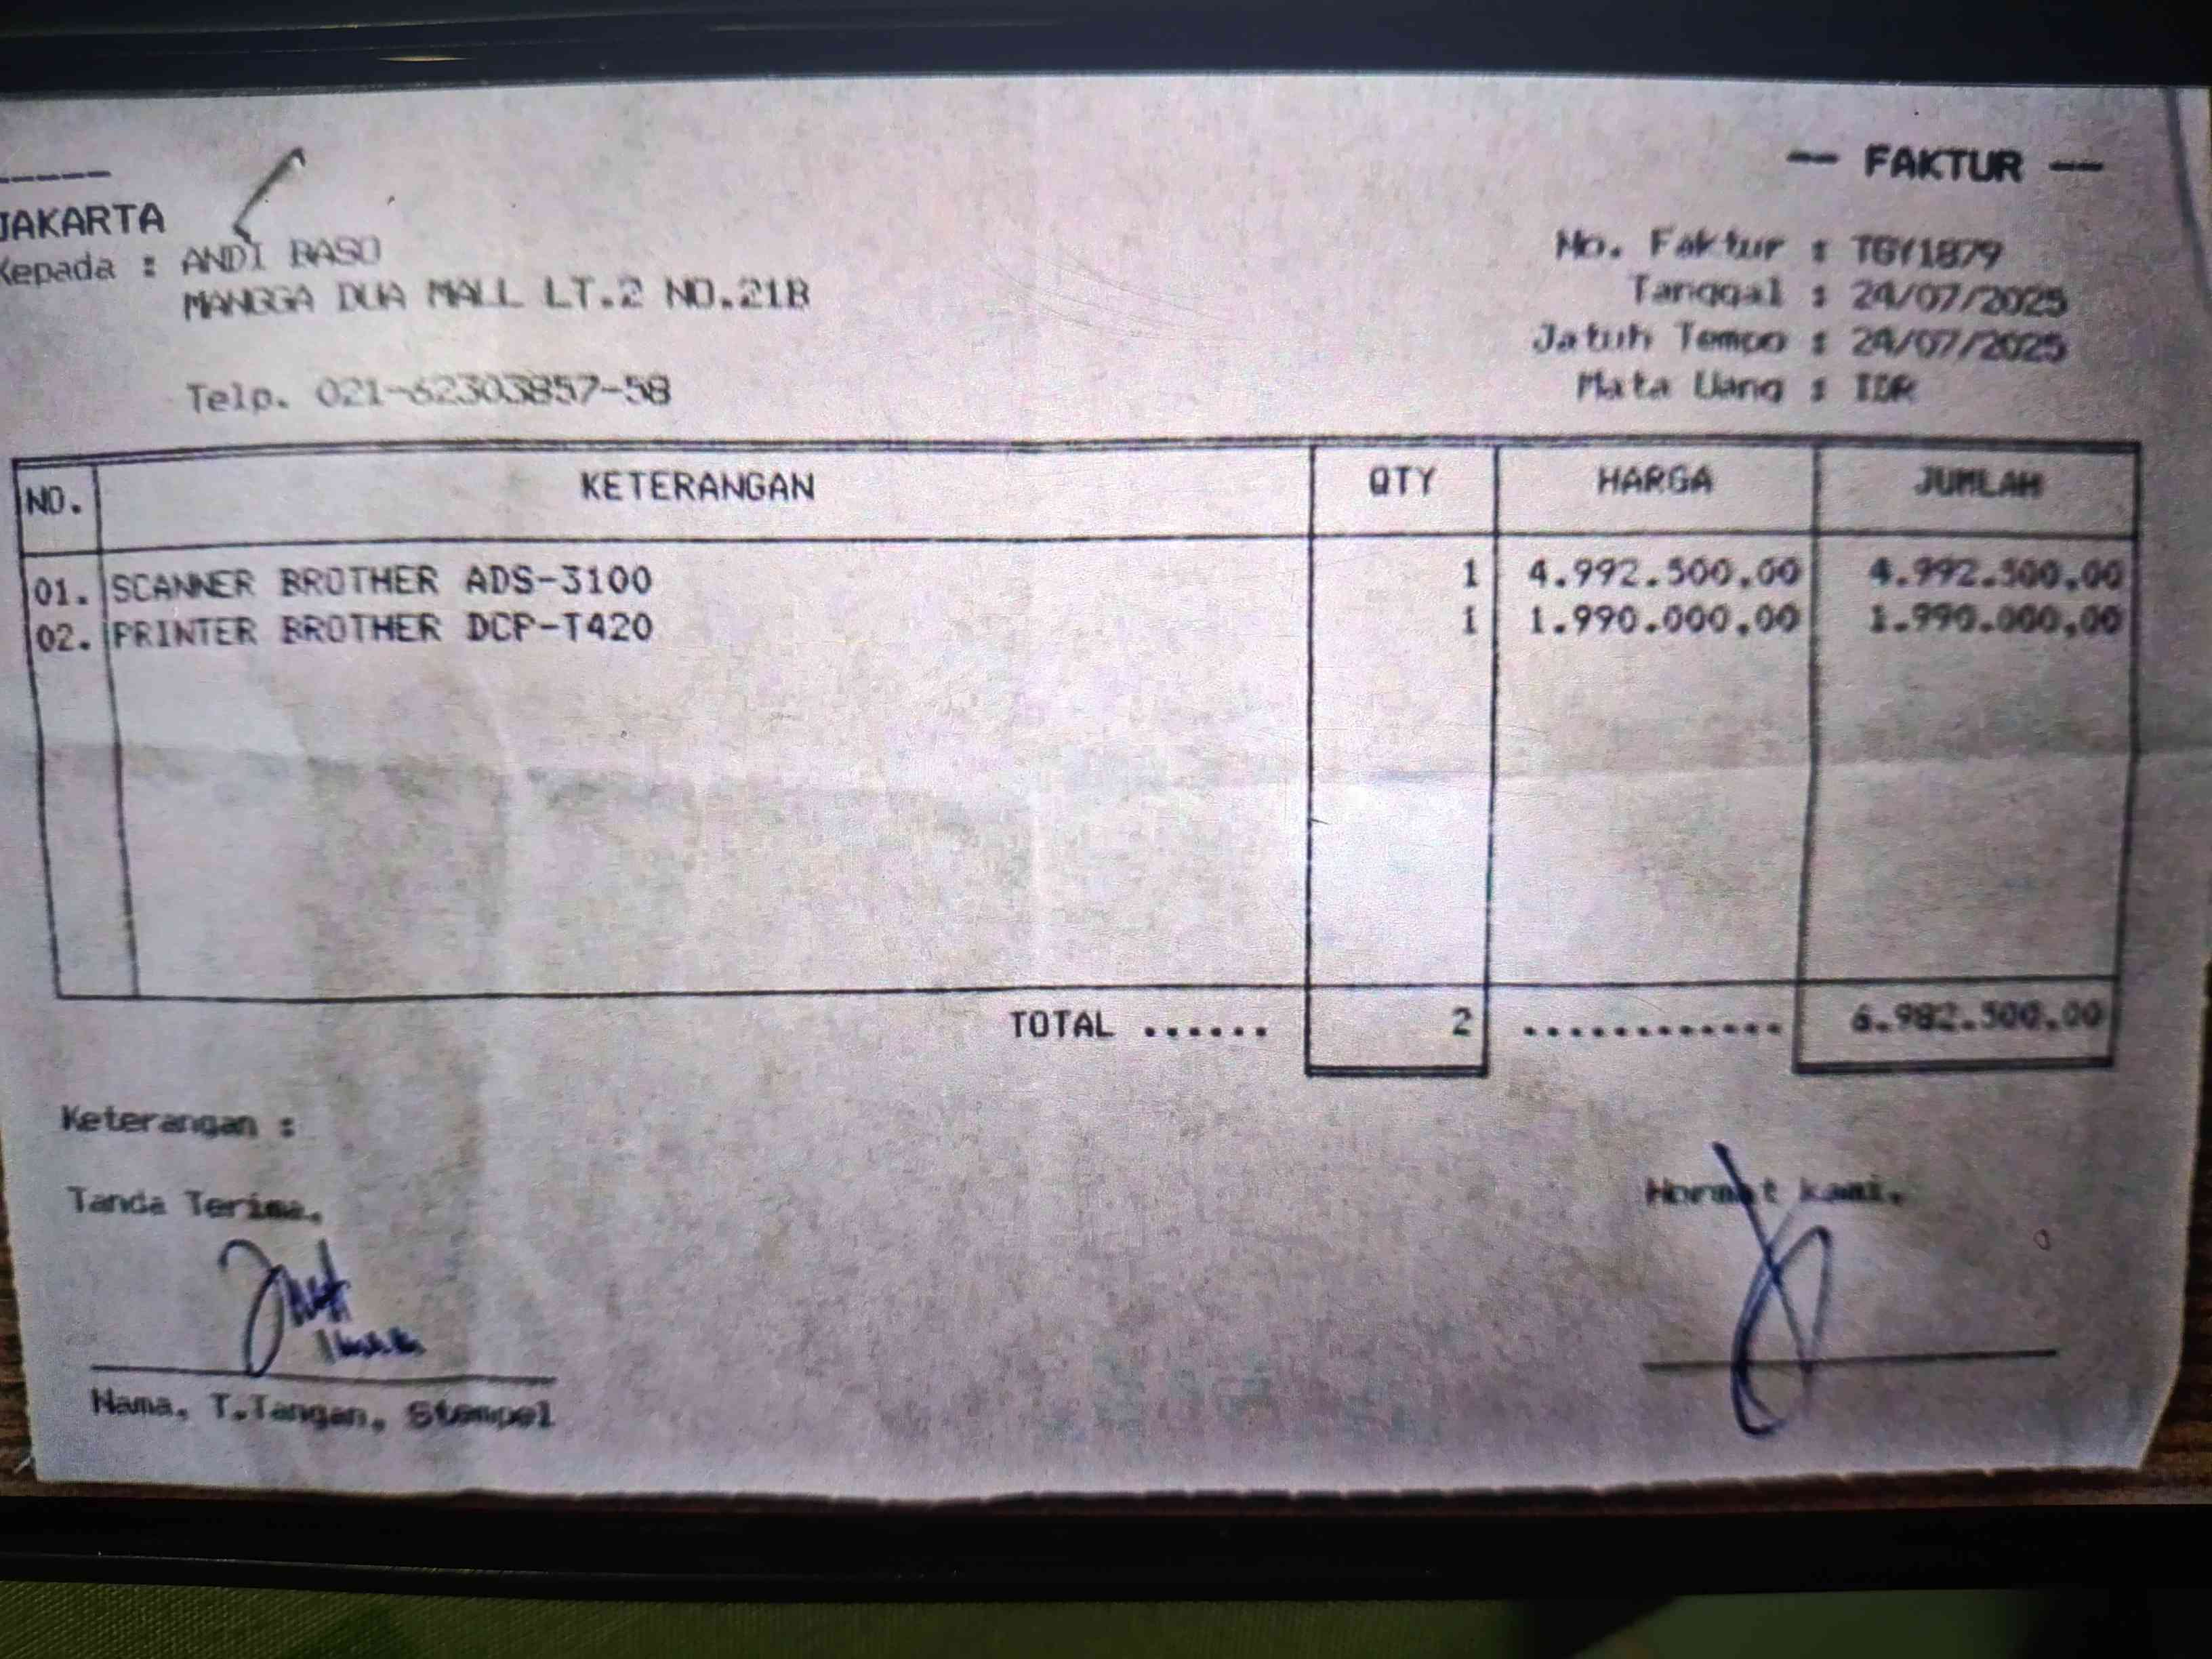 -----
JAKARTA
-- FAKTUR --
Kepada : ANDI BASO
MANGGA DUA MALL LT.2 NO.21B
Telp. 021-62303857-58
No. Faktur : TGY1879
Tanggal : 24/07/2025
Jatuh Tempo : 24/07/2025
Mata Uang : IDR
NO. KETERANGAN QTY HARGA JUMLAH
01. SCANNER BROTHER ADS-3100 1 4.992.500,00 4.992.500,00
02. PRINTER BROTHER DCP-T420 1 1.990.000,00 1.990.000,00
TOTAL ...... 2 ............ 6.982.500,00
Keterangan :
Tanda Terima, Hormat kami,
Nama, T.Tangan, Stempel